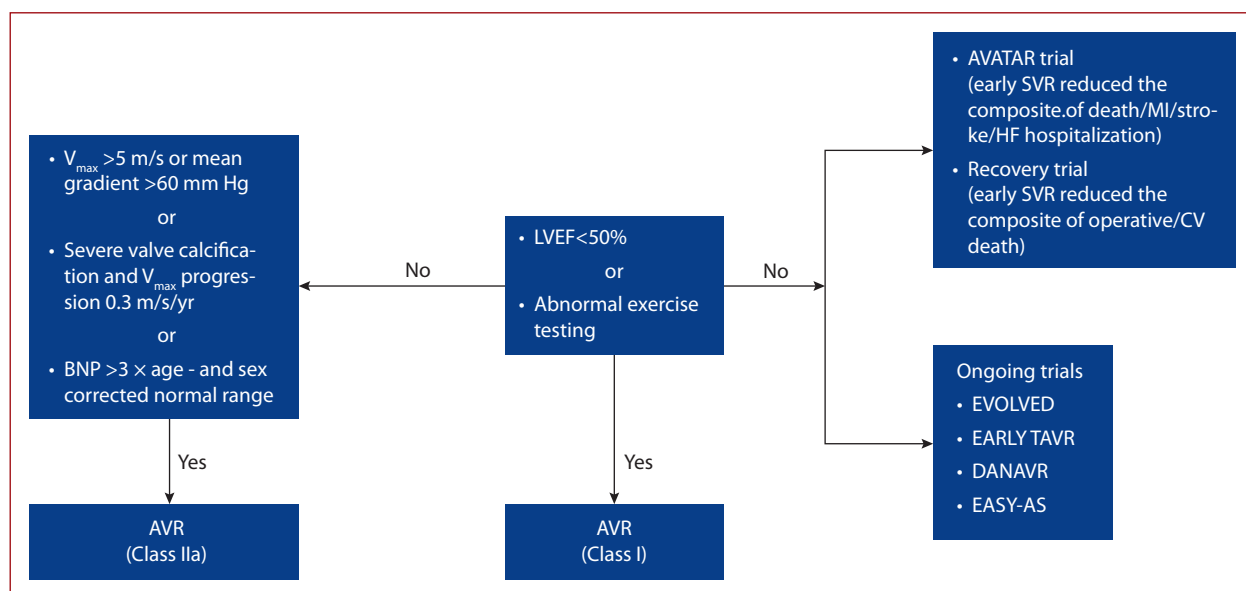 • V max >5 m/s or mean
gradient >60 mm Hg
or
• Severe valve calcifica-
tion and V max progres-
sion 0.3 m/s/yr
or
• BNP >3 × age - and sex
corrected normal range
No
• LVEF<50%
or
• Abnormal exercise
testing
No
• AVATAR trial
(early SVR reduced the
composite.of death/MI/stro-
ke/HF hospitalization)
• Recovery trial
(early SVR reduced the
composite of operative/CV
death)
Ongoing trials
• EVOLVED
• EARLY TAVR
• DANAVR
• EASY-AS
Yes
AVR
(Class IIa)
Yes
AVR
(Class I)